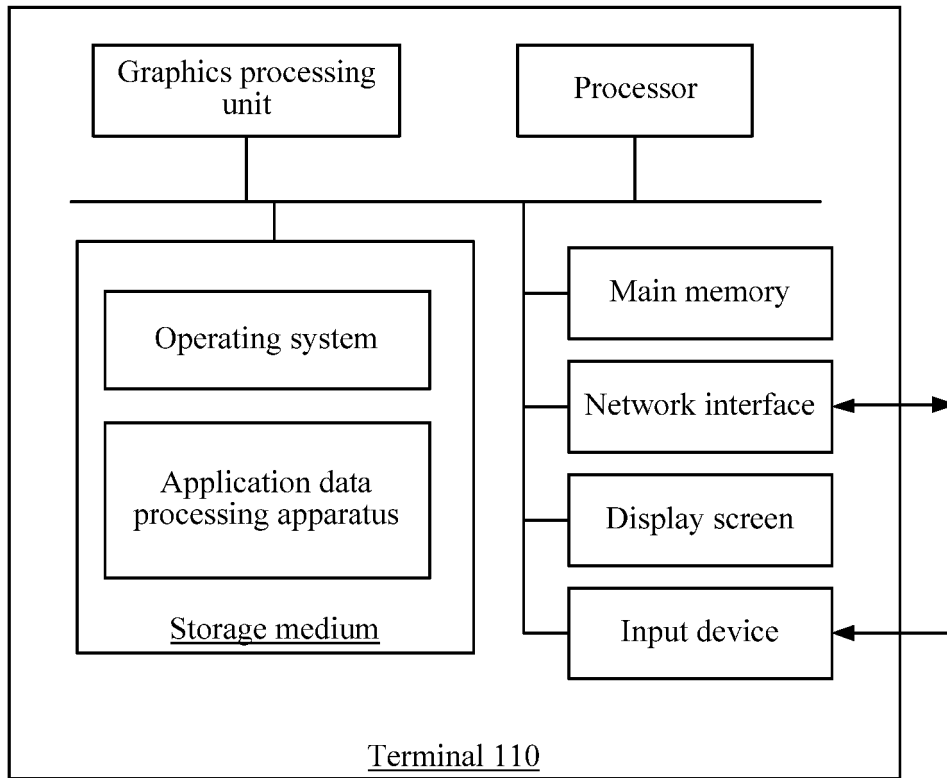 Graphics processing
unit
Processor
Operating system
Application data
processing apparatus
Storage medium
Main memory
Network interface
Display screen
Input device
Terminal 110